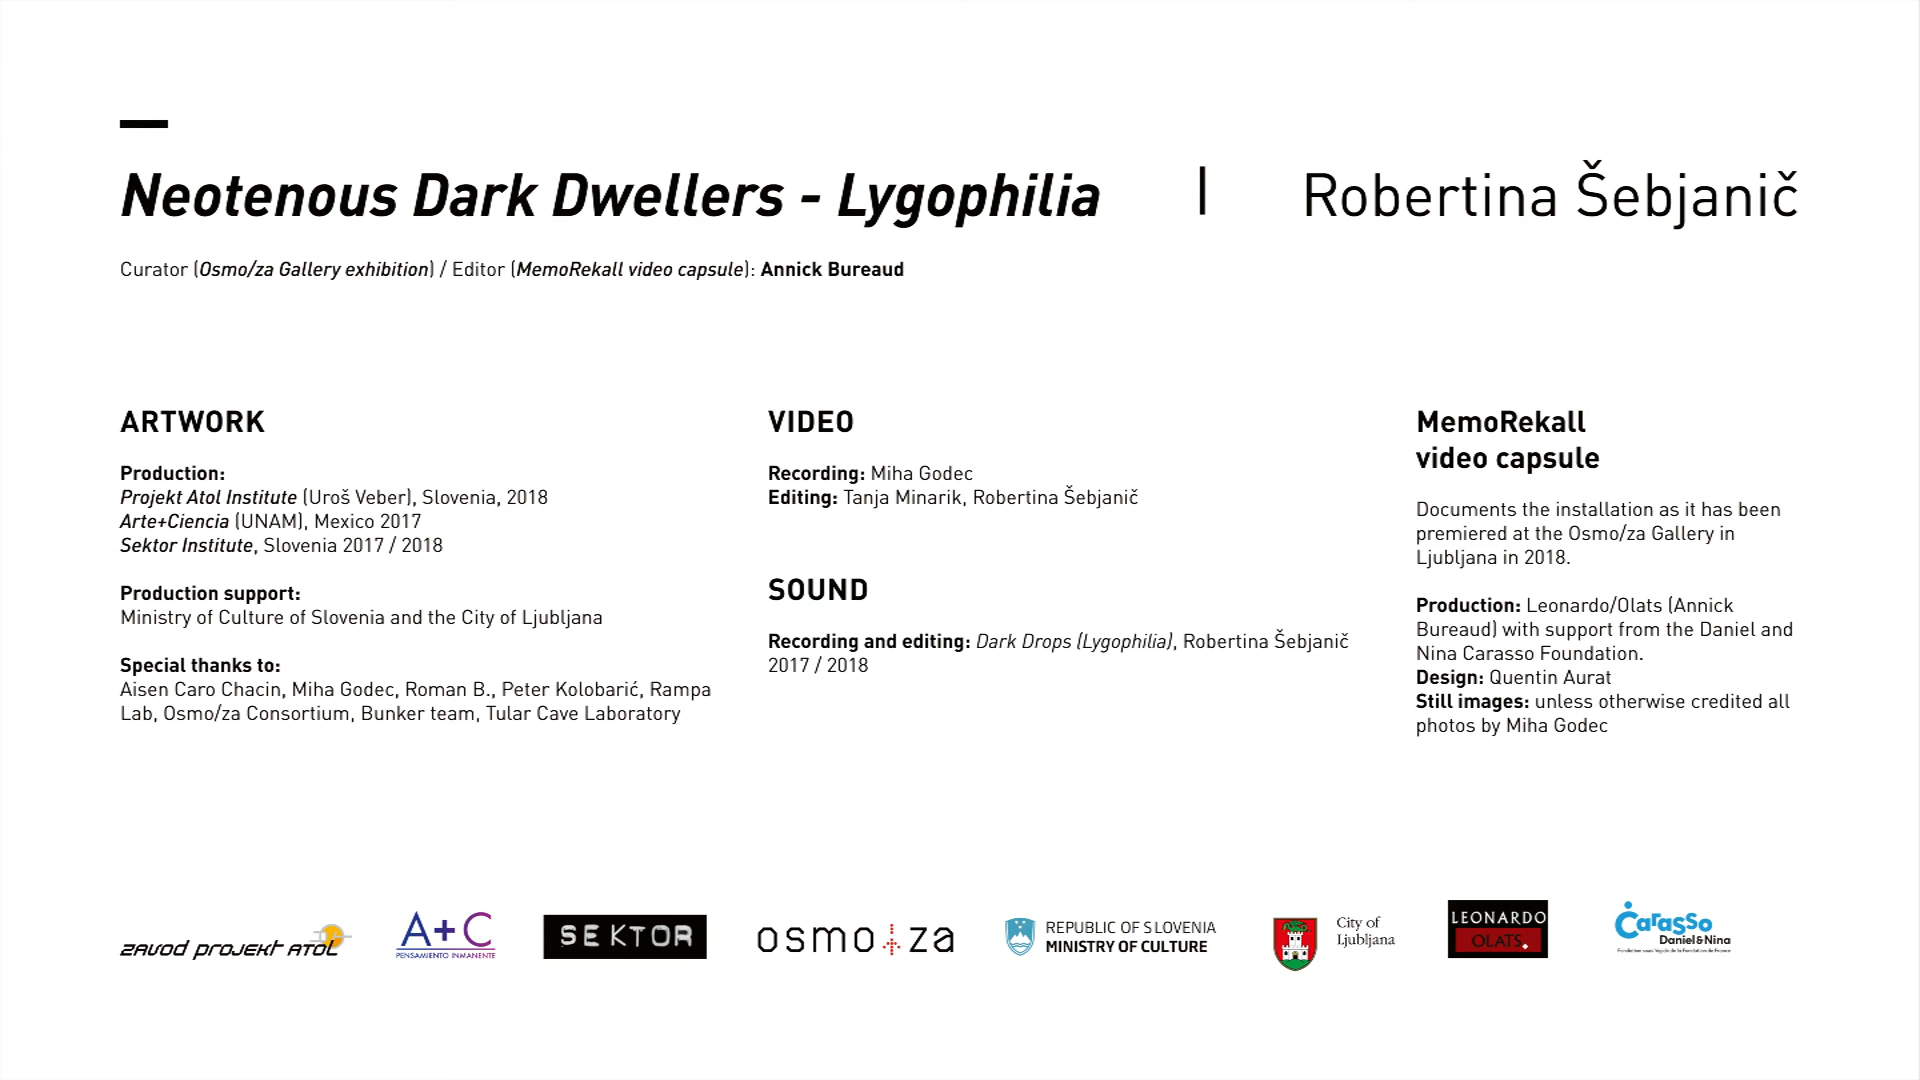 Neotenous Dark Dwellers - Lygophilia | Robertina Šebjanič
Curator (Osmo/za Gallery exhibition) / Editor (MemoRekall video capsule): Annick Bureaud
ARTWORK
Production:
Projekt Atol Institute (Uroš Veber), Slovenia, 2018
Arte+Ciencia (UNAM), Mexico 2017
Sektor Institute, Slovenia 2017 / 2018
Production support:
Ministry of Culture of Slovenia and the City of Ljubljana
Special thanks to:
Aisen Caro Chacin, Miha Godec, Roman B., Peter Kolobarić, Rampa
Lab, Osmo/za Consortium, Bunker team, Tular Cave Laboratory
VIDEO
Recording: Miha Godec
Editing: Tanja Minarik, Robertina Šebjanič
SOUND
Recording and editing: Dark Drops (Lygophilia), Robertina Šebjanič
2017 / 2018
MemoRekall
video capsule
Documents the installation as it has been
premiered at the Osmo/za Gallery in
Ljubljana in 2018.
Production: Leonardo/Olats (Annick
Bureaud) with support from the Daniel and
Nina Carasso Foundation.
Design: Quentin Aurat
Still images: unless otherwise credited all
photos by Miha Godec
zavod projekt atol
A+C
PENSAMIENTO INMANENTE
SEKTOR
osmo za
REPUBLIC OF SLOVENIA
MINISTRY OF CULTURE
City of
Ljubljana
LEONARDO
OLATS
Carasso
Daniel & Nina
Fondation sous l'égide de la Fondation de France